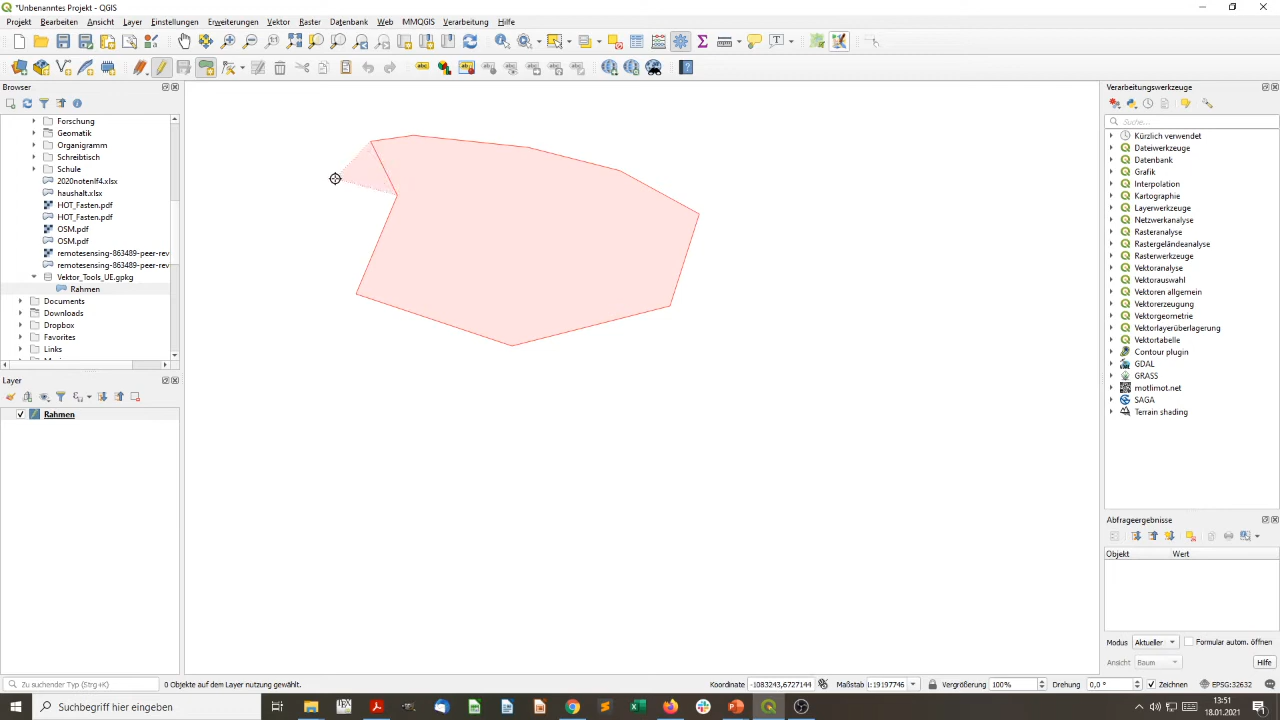 *Unbenanntes Projekt - QGIS
Projekt Bearbeiten Ansicht Layer Einstellungen Erweiterungen Vektor Raster Datenbank Web MMQGIS Verarbeitung Hilfe
Browser
Forschung
Geomatik
Organigramm
Schreibtisch
Schule
2020notenlf4.xlsx
haushalt.xlsx
HOT_Fasten.pdf
HOT_Fasten.pdf
OSM.pdf
OSM.pdf
remotesensing-863489-peer-rev
remotesensing-863489-peer-rev
Vektor_Tools_UE.gpkg
Rahmen
Documents
Downloads
Dropbox
Favorites
Links
Layer
Rahmen
Verarbeitungswerkzeuge
Suche...
Kürzlich verwendet
Dateiwerkzeuge
Datenbank
Grafik
Interpolation
Kartographie
Layerwerkzeuge
Netzwerkanalyse
Rasteranalyse
Rastergeländeanalyse
Rasterwerkzeuge
Vektoranalyse
Vektorauswahl
Vektoren allgemein
Vektorerzeugung
Vektorgeometrie
Vektorlayerüberlagerung
Vektortabelle
Contour plugin
GDAL
GRASS
motlimot.net
SAGA
Terrain shading
Abfrageergebnisse
Objekt Wert
Modus Aktueller Formular autom. öffnen
Ansicht Baum Hilfe
Zu suchender Typ (Strg+K) 0 Objekte auf dem Layer nutzung gewählt. Koordinate -1083243,6727144 Maßstab 1:19197746 Vergrößerung 100% Drehung 0,0 ° Zeichnen EPSG:32632
Suchbegriff hier eingeben
13:51
18.01.2021